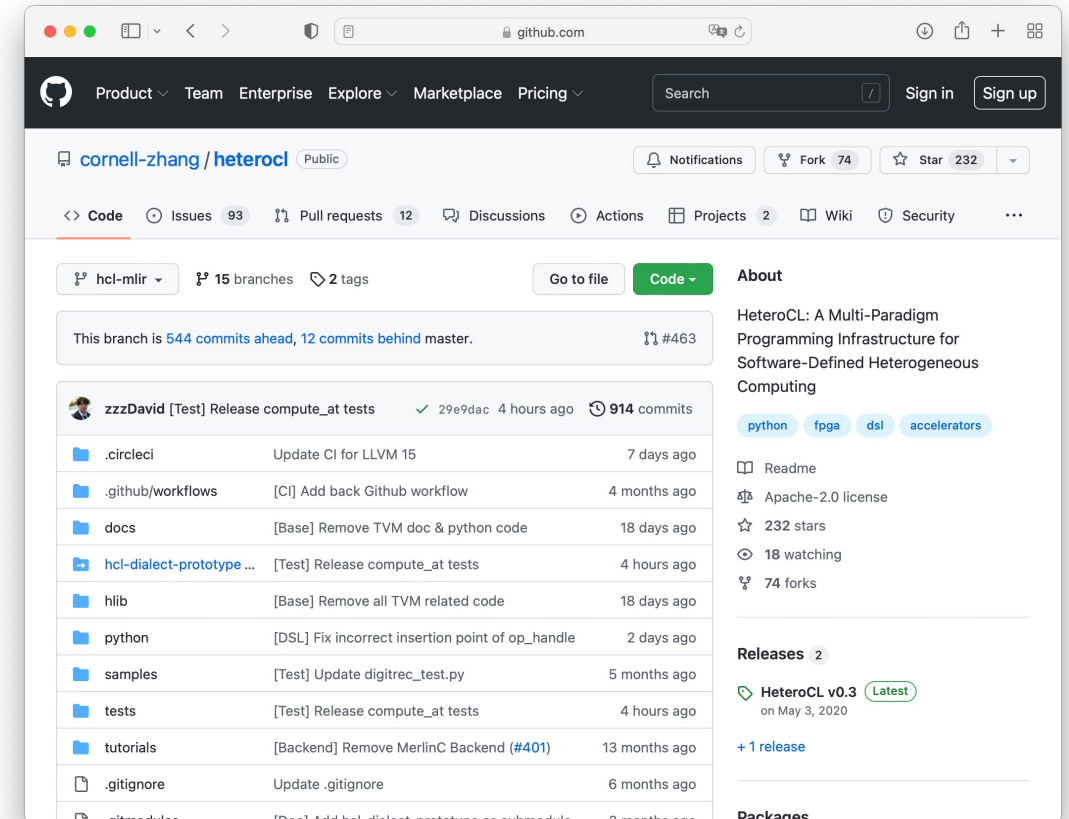 github.com
Product Team Enterprise Explore Marketplace Pricing Search / Sign in Sign up
cornell-zhang / heterocl Public Notifications Fork 74 Star 232
Code Issues 93 Pull requests 12 Discussions Actions Projects 2 Wiki Security ...
hcl-mlir 15 branches 2 tags Go to file Code
This branch is 544 commits ahead, 12 commits behind master. #463
zzzDavid [Test] Release compute_at tests 29e9dac 4 hours ago 914 commits
.circleci Update CI for LLVM 15 7 days ago
.github/workflows [CI] Add back Github workflow 4 months ago
docs [Base] Remove TVM doc & python code 18 days ago
hcl-dialect-prototype ... [Test] Release compute_at tests 4 hours ago
hlib [Base] Remove all TVM related code 18 days ago
python [DSL] Fix incorrect insertion point of op_handle 2 days ago
samples [Test] Update digitrec_test.py 5 months ago
tests [Test] Release compute_at tests 4 hours ago
tutorials [Backend] Remove MerlinC Backend (#401) 13 months ago
.gitignore Update .gitignore 6 months ago
About
HeteroCL: A Multi-Paradigm
Programming Infrastructure for
Software-Defined Heterogeneous
Computing
python fpga dsl accelerators
Readme
Apache-2.0 license
232 stars
18 watching
74 forks
Releases 2
HeteroCL v0.3 Latest
on May 3, 2020
+ 1 release
Packages